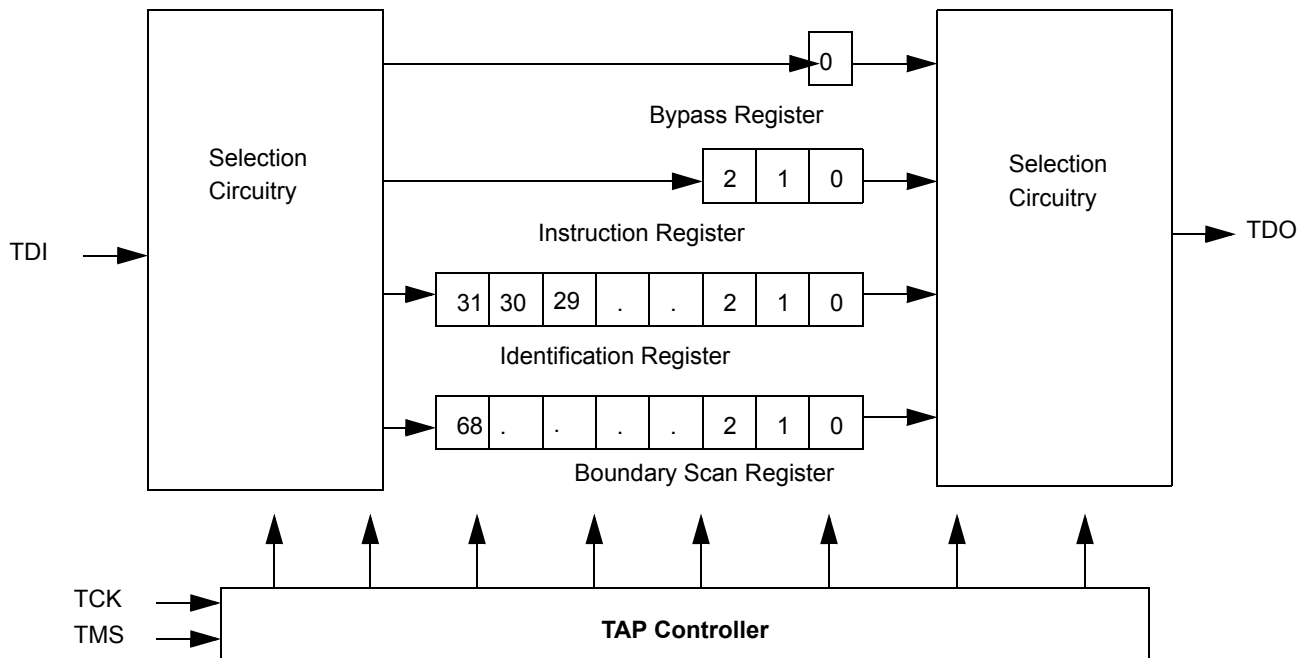 0
Bypass Register
Selection
Circuitry
Selection
Circuitry
2 1 0
Instruction Register
TDI
TDO
31 30 29 . . 2 1 0
Identification Register
68 . . . . 2 1 0
Boundary Scan Register
TCK
TMS
TAP Controller